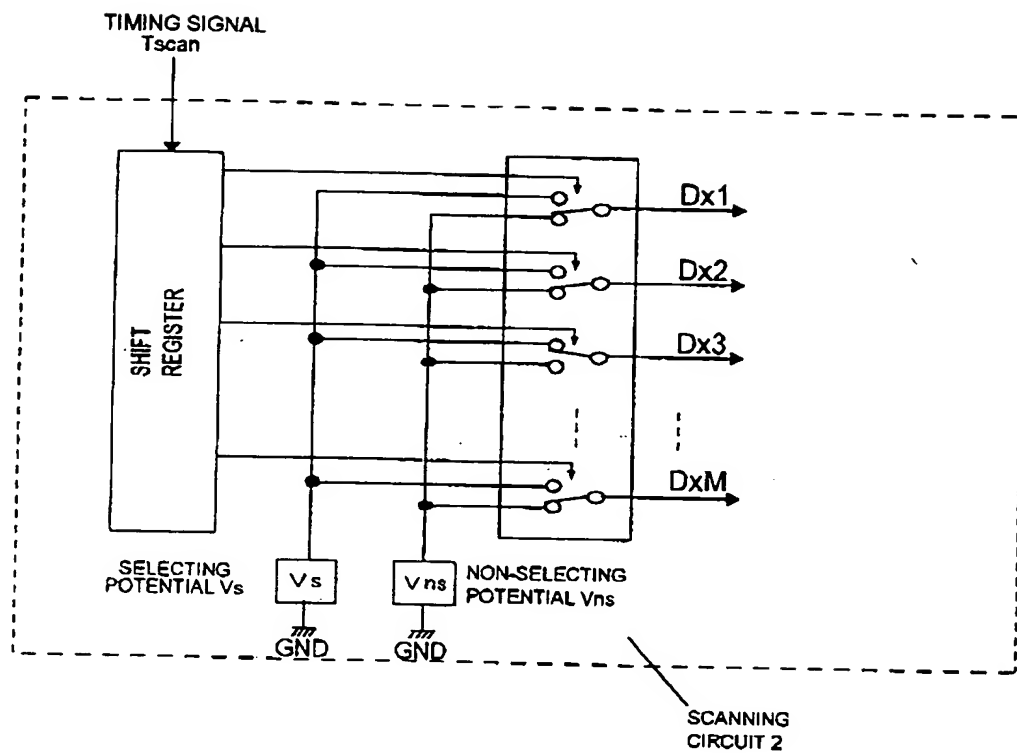 TIMING SIGNAL
Tscan
SHIFT
REGISTER
Dx1
Dx2
Dx3
DxM
SELECTING
POTENTIAL Vs
Vs
Vns
NON-SELECTING
POTENTIAL Vns
GND
GND
SCANNING
CIRCUIT 2